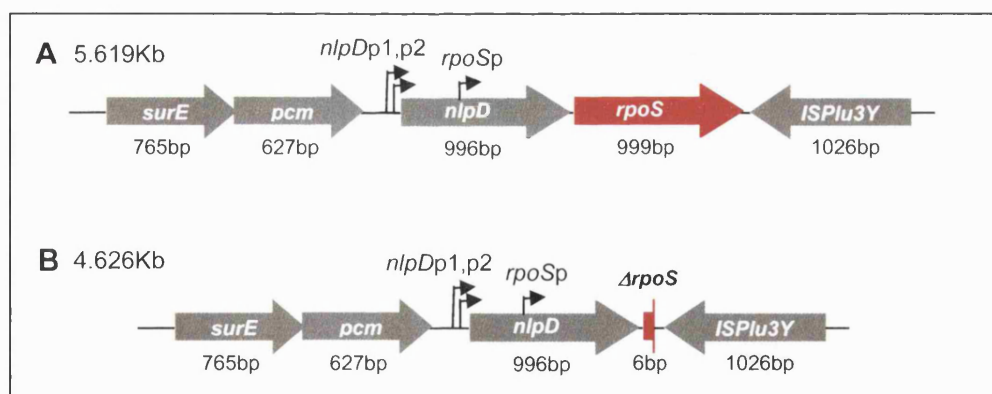 A 5.619Kb
nlpDp1,p2
rpoSp
surE pcm nlpD rpoS ISPlu3Y
765bp 627bp 996bp 999bp 1026bp
B 4.626Kb
nlpDp1,p2
rpoSp
ΔrpoS
surE pcm nlpD ISPlu3Y
765bp 627bp 996bp 6bp 1026bp